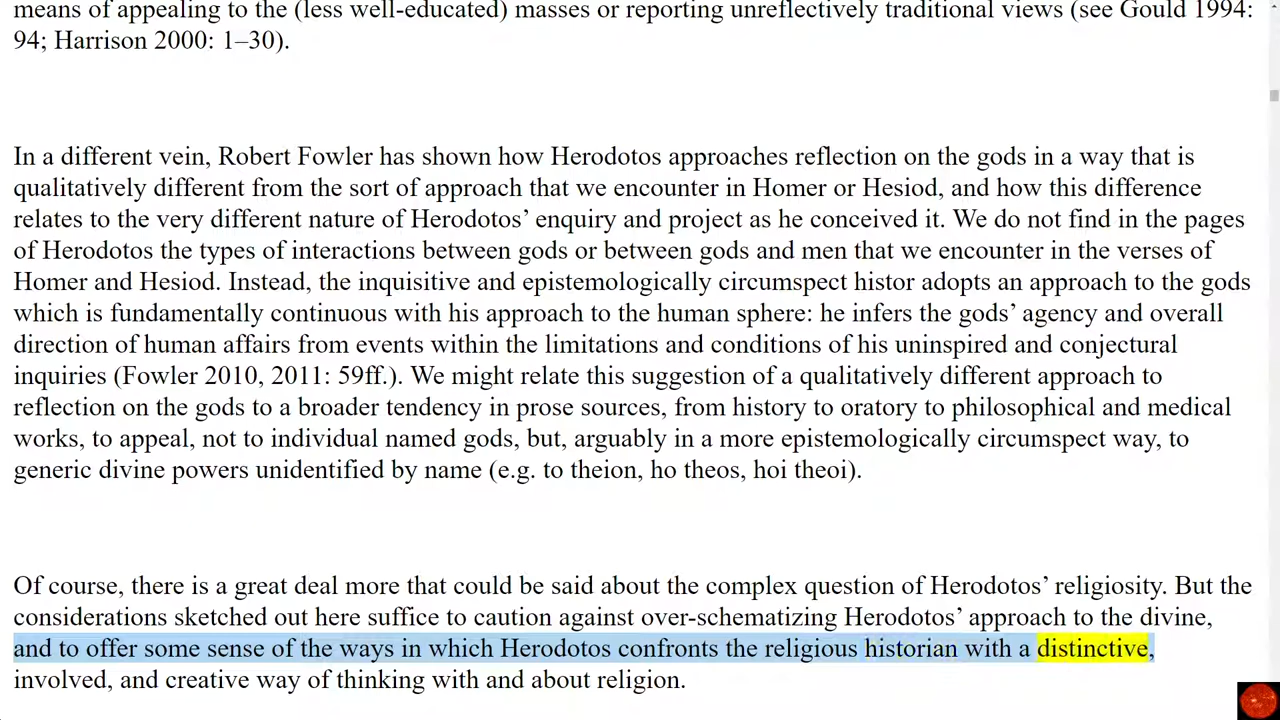 means of appealing to the (less well-educated) masses or reporting unreflectively traditional views (see Gould 1994:
94; Harrison 2000: 1–30).
In a different vein, Robert Fowler has shown how Herodotos approaches reflection on the gods in a way that is
qualitatively different from the sort of approach that we encounter in Homer or Hesiod, and how this difference
relates to the very different nature of Herodotos’ enquiry and project as he conceived it. We do not find in the pages
of Herodotos the types of interactions between gods or between gods and men that we encounter in the verses of
Homer and Hesiod. Instead, the inquisitive and epistemologically circumspect histor adopts an approach to the gods
which is fundamentally continuous with his approach to the human sphere: he infers the gods’ agency and overall
direction of human affairs from events within the limitations and conditions of his uninspired and conjectural
inquiries (Fowler 2010, 2011: 59ff.). We might relate this suggestion of a qualitatively different approach to
reflection on the gods to a broader tendency in prose sources, from history to oratory to philosophical and medical
works, to appeal, not to individual named gods, but, arguably in a more epistemologically circumspect way, to
generic divine powers unidentified by name (e.g. to theion, ho theos, hoi theoi).
Of course, there is a great deal more that could be said about the complex question of Herodotos’ religiosity. But the
considerations sketched out here suffice to caution against over-schematizing Herodotos’ approach to the divine,
and to offer some sense of the ways in which Herodotos confronts the religious historian with a distinctive,
involved, and creative way of thinking with and about religion.